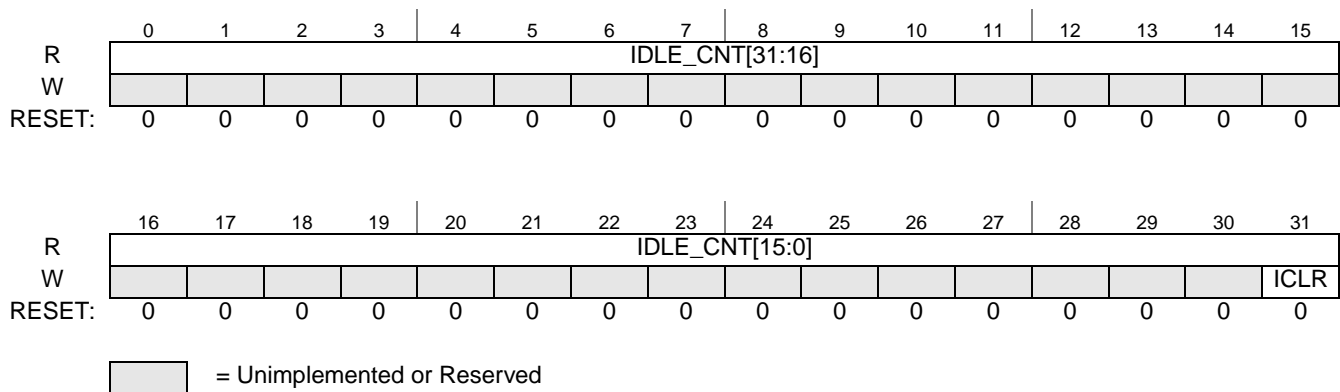 0 1 2 3 4 5 6 7 8 9 10 11 12 13 14 15
R IDLE_CNT[31:16]
W
RESET: 0 0 0 0 0 0 0 0 0 0 0 0 0 0 0 0
16 17 18 19 20 21 22 23 24 25 26 27 28 29 30 31
R IDLE_CNT[15:0]
W ICLR
RESET: 0 0 0 0 0 0 0 0 0 0 0 0 0 0 0 0
= Unimplemented or Reserved